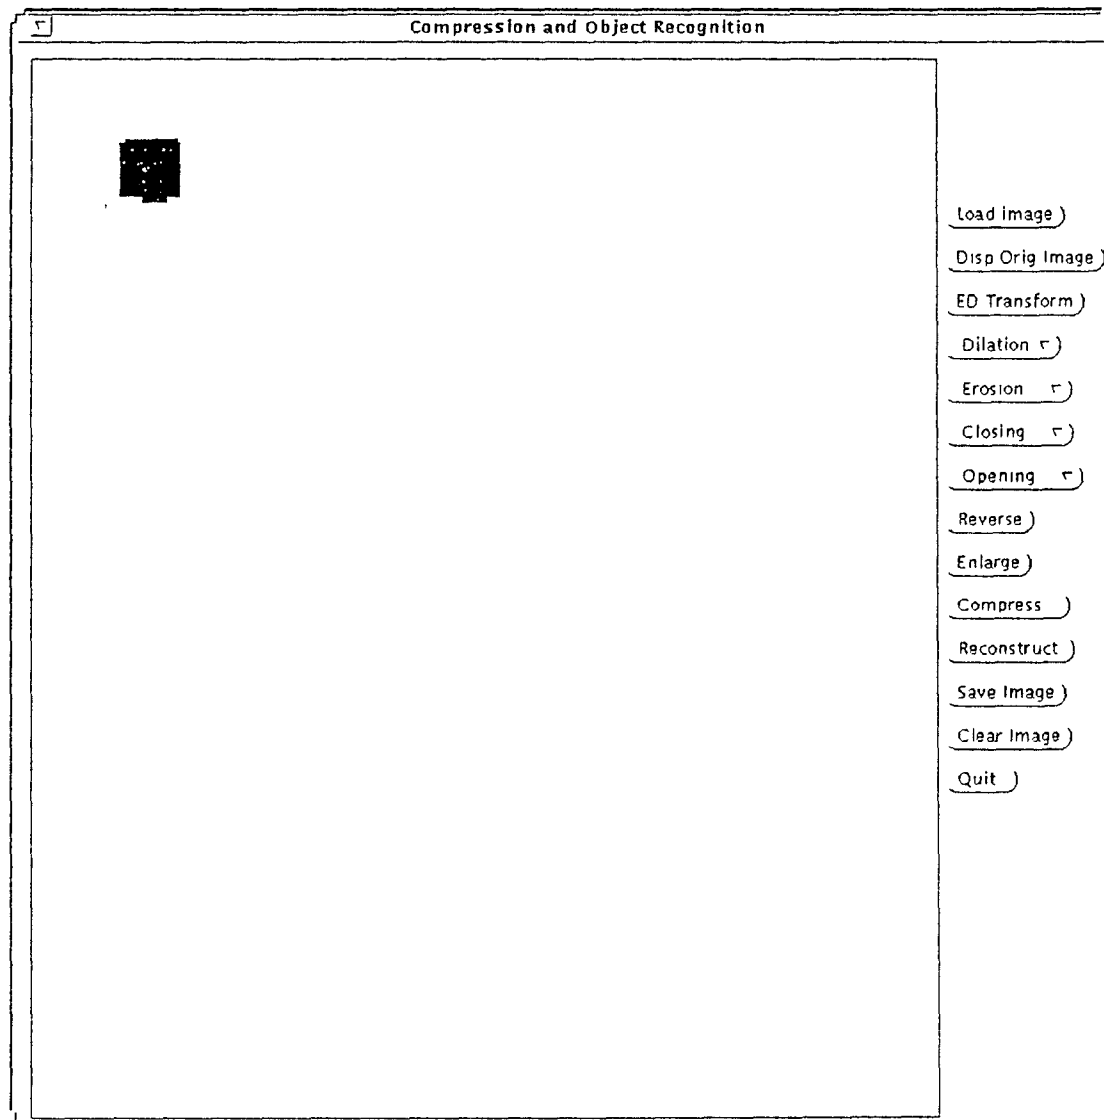 Compression and Object Recognition
Load image
Disp Orig Image
ED Transform
Dilation
Erosion
Closing
Opening
Reverse
Enlarge
Compress
Reconstruct
Save Image
Clear Image
Quit